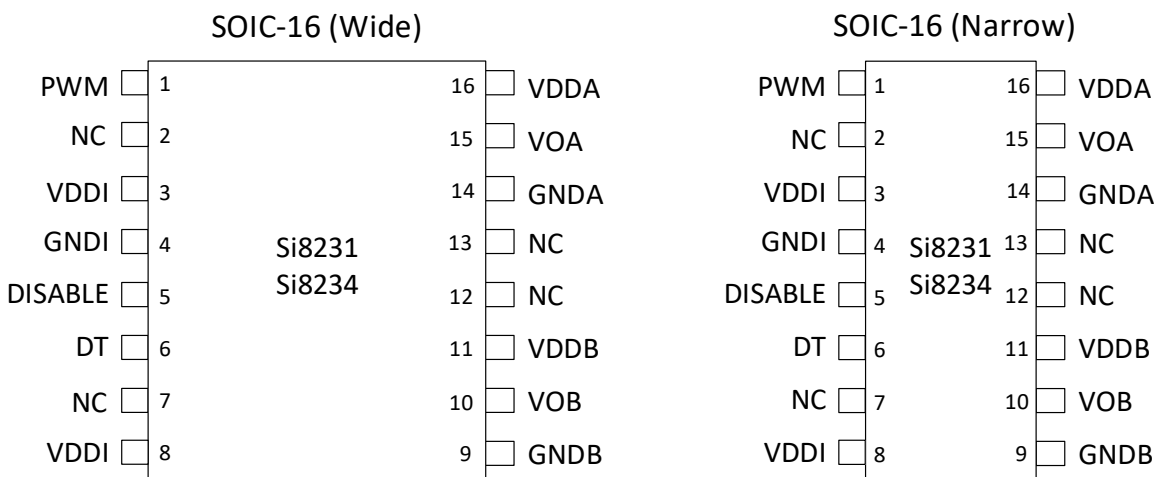 SOIC-16 (Wide)
PWM 1 16 VDDA
NC 2 15 VOA
VDDI 3 14 GNDA
GNDI 4 13 NC
Si8231
Si8234
DISABLE 5 12 NC
DT 6 11 VDDB
NC 7 10 VOB
VDDI 8 9 GNDB
SOIC-16 (Narrow)
PWM 1 16 VDDA
NC 2 15 VOA
VDDI 3 14 GNDA
GNDI 4 13 NC
Si8231
Si8234
DISABLE 5 12 NC
DT 6 11 VDDB
NC 7 10 VOB
VDDI 8 9 GNDB